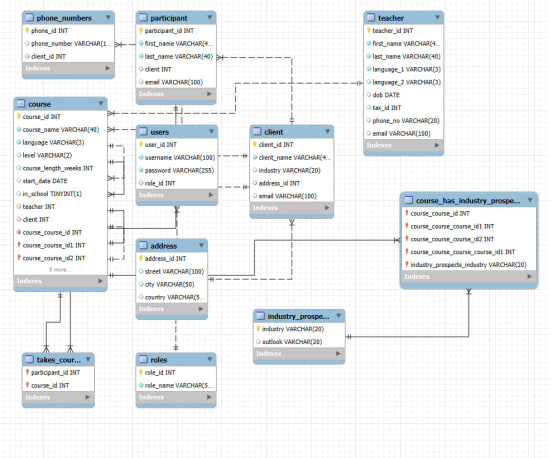 phone_numbers
phone_id INT
phone_number VARCHAR(1...
client_id INT
Indexes
participant
participant_id INT
first_name VARCHAR(4...
last_name VARCHAR(40)
client INT
email VARCHAR(100)
Indexes
teacher
teacher_id INT
first_name VARCHAR(4...
last_name VARCHAR(40)
language_1 VARCHAR(3)
language_2 VARCHAR(3)
dob DATE
tax_id INT
phone_no VARCHAR(20)
email VARCHAR(100)
Indexes
course
course_id INT
course_name VARCHAR(40)
language VARCHAR(3)
level VARCHAR(2)
course_length_weeks INT
start_date DATE
in_school TINYINT(1)
teacher INT
client INT
course_course_id INT
course_course_id1 INT
course_course_id2 INT
8 more...
Indexes
users
user_id INT
username VARCHAR(100)
password VARCHAR(255)
role_id INT
Indexes
client
client_id INT
client_name VARCHAR(4...
industry VARCHAR(20)
address_id INT
email VARCHAR(100)
Indexes
course_has_industry_prospe...
course_course_id INT
course_course_course_id1 INT
course_course_id2 INT
course_course_course_course_id1 INT
industry_prospects_industry VARCHAR(20)
Indexes
address
address_id INT
street VARCHAR(100)
city VARCHAR(50)
country VARCHAR(5...
Indexes
industry_prospe...
industry VARCHAR(20)
outlook VARCHAR(20)
Indexes
takes_cour...
participant_id INT
course_id INT
Indexes
roles
role_id INT
role_name VARCHAR(5...
Indexes